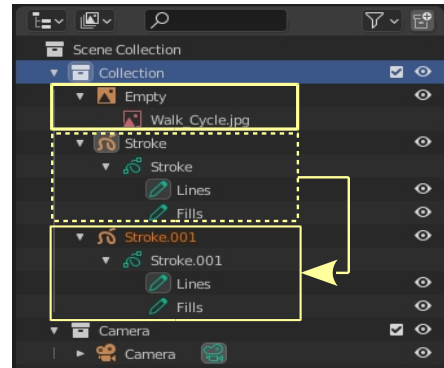 Scene Collection
Collection
Empty
Walk_Cycle.jpg
Stroke
Stroke
Lines
Fills
Stroke.001
Stroke.001
Lines
Fills
Camera
Camera